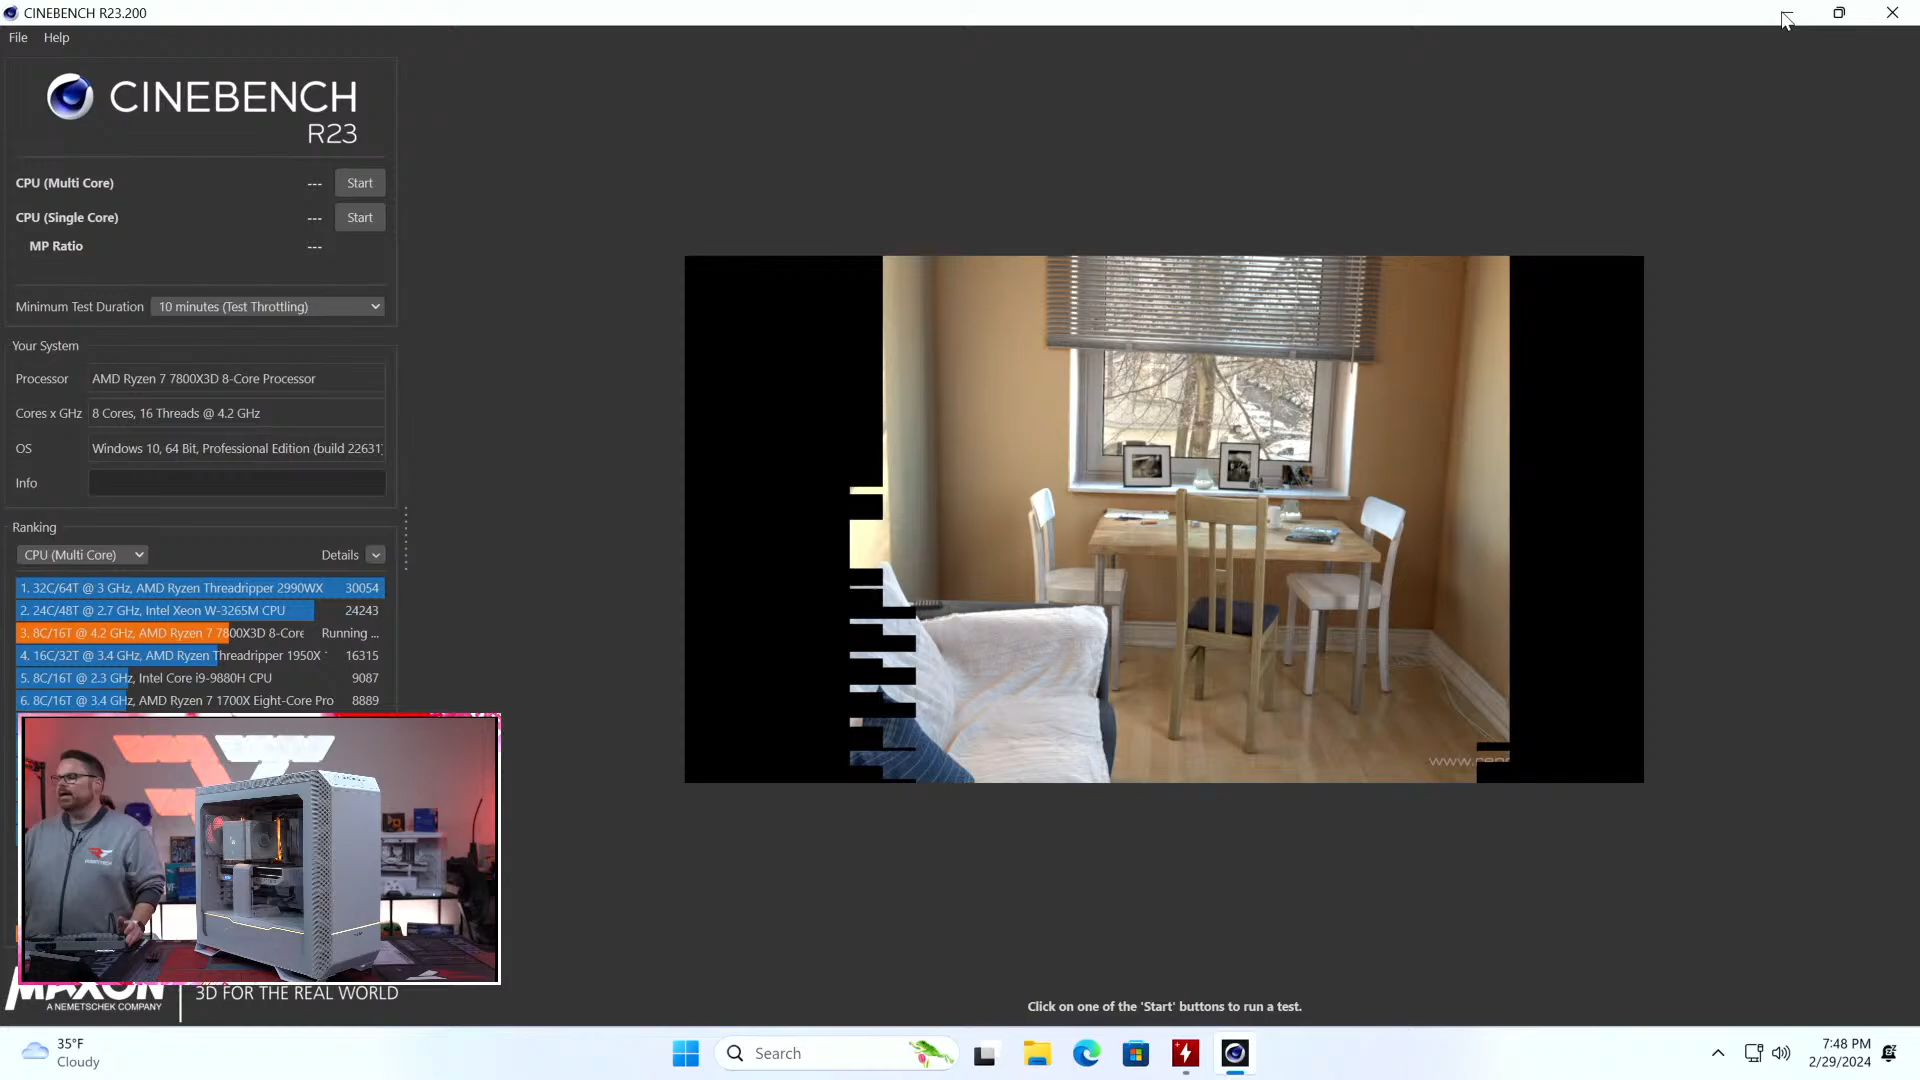 CINEBENCH R23.200
File Help
CINEBENCH
R23
CPU (Multi Core) --- Start
CPU (Single Core) --- Start
MP Ratio ---
Minimum Test Duration 10 minutes (Test Throttling)
Your System
Processor AMD Ryzen 7 7800X3D 8-Core Processor
Cores x GHz 8 Cores, 16 Threads @ 4.2 GHz
OS Windows 10, 64 Bit, Professional Edition (build 22631)
Info
Ranking
CPU (Multi Core) Details
1. 32C/64T @ 3 GHz, AMD Ryzen Threadripper 2990WX 30054
2. 24C/48T @ 2.7 GHz, Intel Xeon W-3265M CPU 24243
3. 8C/16T @ 4.2 GHz, AMD Ryzen 7 7800X3D 8-Core Running ...
4. 16C/32T @ 3.4 GHz, AMD Ryzen Threadripper 1950X 16315
5. 8C/16T @ 2.3 GHz, Intel Core i9-9880H CPU 9087
6. 8C/16T @ 3.4 GHz, AMD Ryzen 7 1700X Eight-Core Pro 8889
MAXON
A NEMETSCHEK COMPANY
3D FOR THE REAL WORLD
Click on one of the 'Start' buttons to run a test.
35°F
Cloudy
Search
7:48 PM
2/29/2024